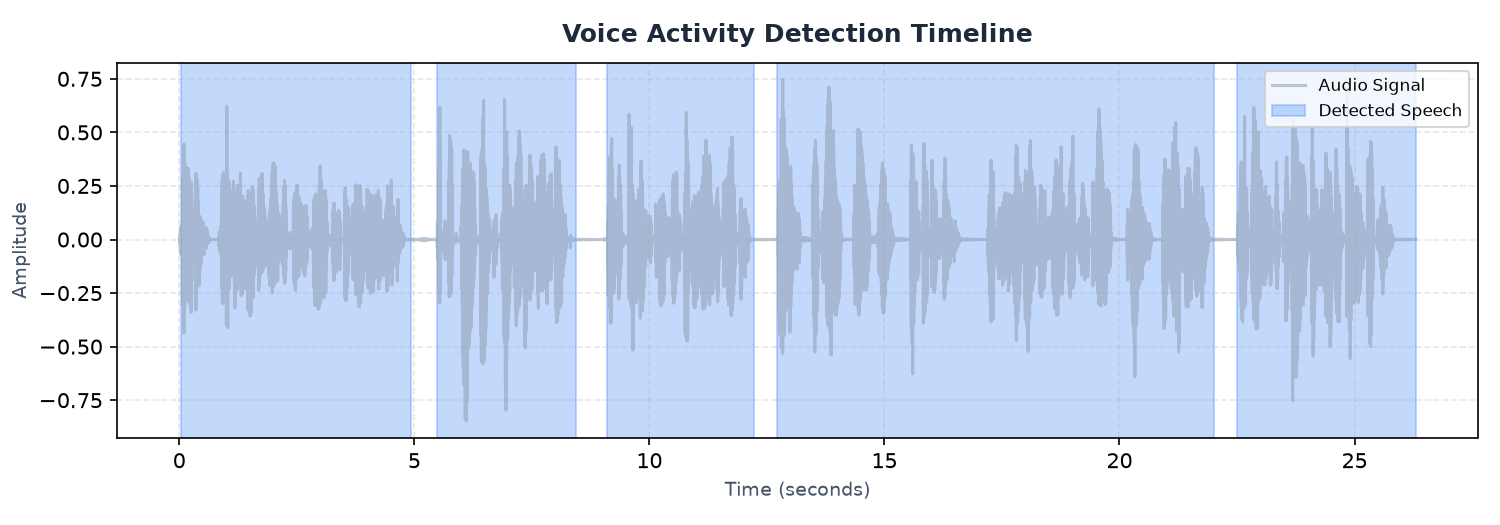 Voice Activity Detection Timeline
Audio Signal
Detected Speech
Amplitude
0.75
0.50
0.25
0.00
−0.25
−0.50
−0.75
0 5 10 15 20 25
Time (seconds)